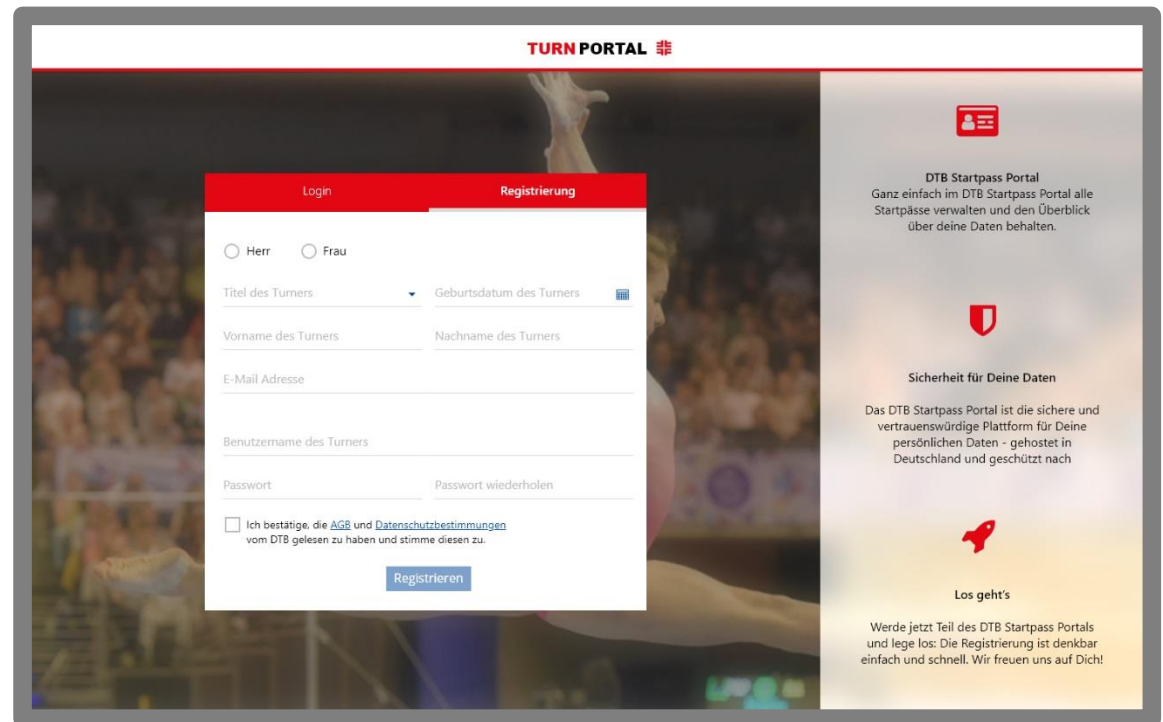 TURN PORTAL
Login
Registrierung
Herr
Frau
Titel des Turners
Geburtsdatum des Turners
Vorname des Turners
Nachname des Turners
E-Mail Adresse
Benutzername des Turners
Passwort
Passwort wiederholen
Ich bestätige, die AGB und Datenschutzbestimmungen
vom DTB gelesen zu haben und stimme diesen zu.
Registrieren
DTB Startpass Portal
Ganz einfach im DTB Startpass Portal alle
Startpässe verwalten und den Überblick
über deine Daten behalten.
Sicherheit für Deine Daten
Das DTB Startpass Portal ist die sichere und
vertrauenswürdige Plattform für Deine
persönlichen Daten - gehostet in
Deutschland und geschützt nach
Los geht's
Werde jetzt Teil des DTB Startpass Portals
und lege los: Die Registrierung ist denkbar
einfach und schnell. Wir freuen uns auf Dich!